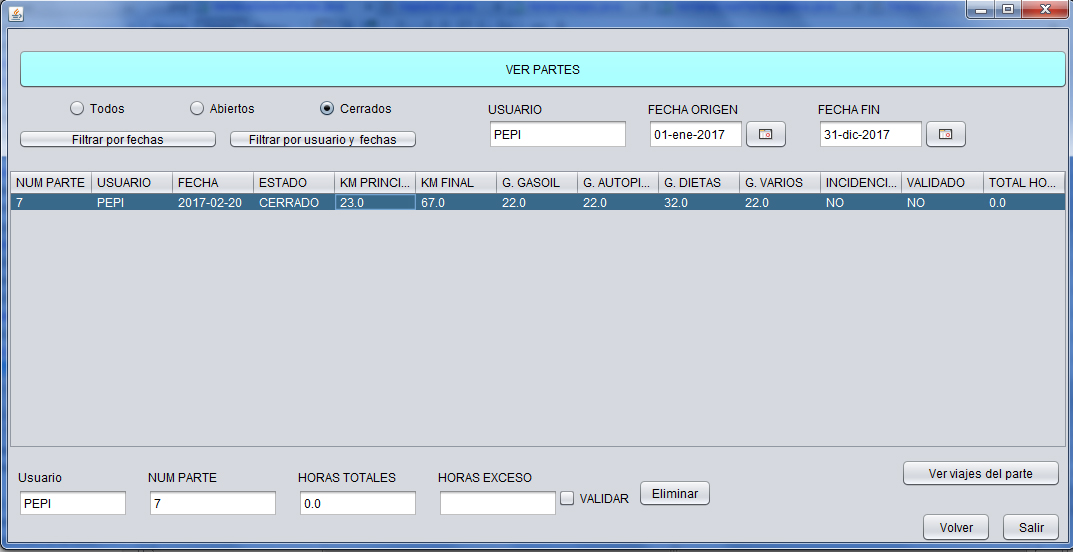 VER PARTES
Todos Abiertos Cerrados USUARIO FECHA ORIGEN FECHA FIN
Filtrar por fechas Filtrar por usuario y fechas PEPI 01-ene-2017 31-dic-2017
NUM PARTE USUARIO FECHA ESTADO KM PRINCI... KM FINAL G. GASOIL G. AUTOPI... G. DIETAS G. VARIOS INCIDENCI... VALIDADO TOTAL HO...
7 PEPI 2017-02-20 CERRADO 23.0 67.0 22.0 22.0 32.0 22.0 NO NO 0.0
Usuario NUM PARTE HORAS TOTALES HORAS EXCESO Ver viajes del parte
PEPI 7 0.0 VALIDAR Eliminar
Volver Salir